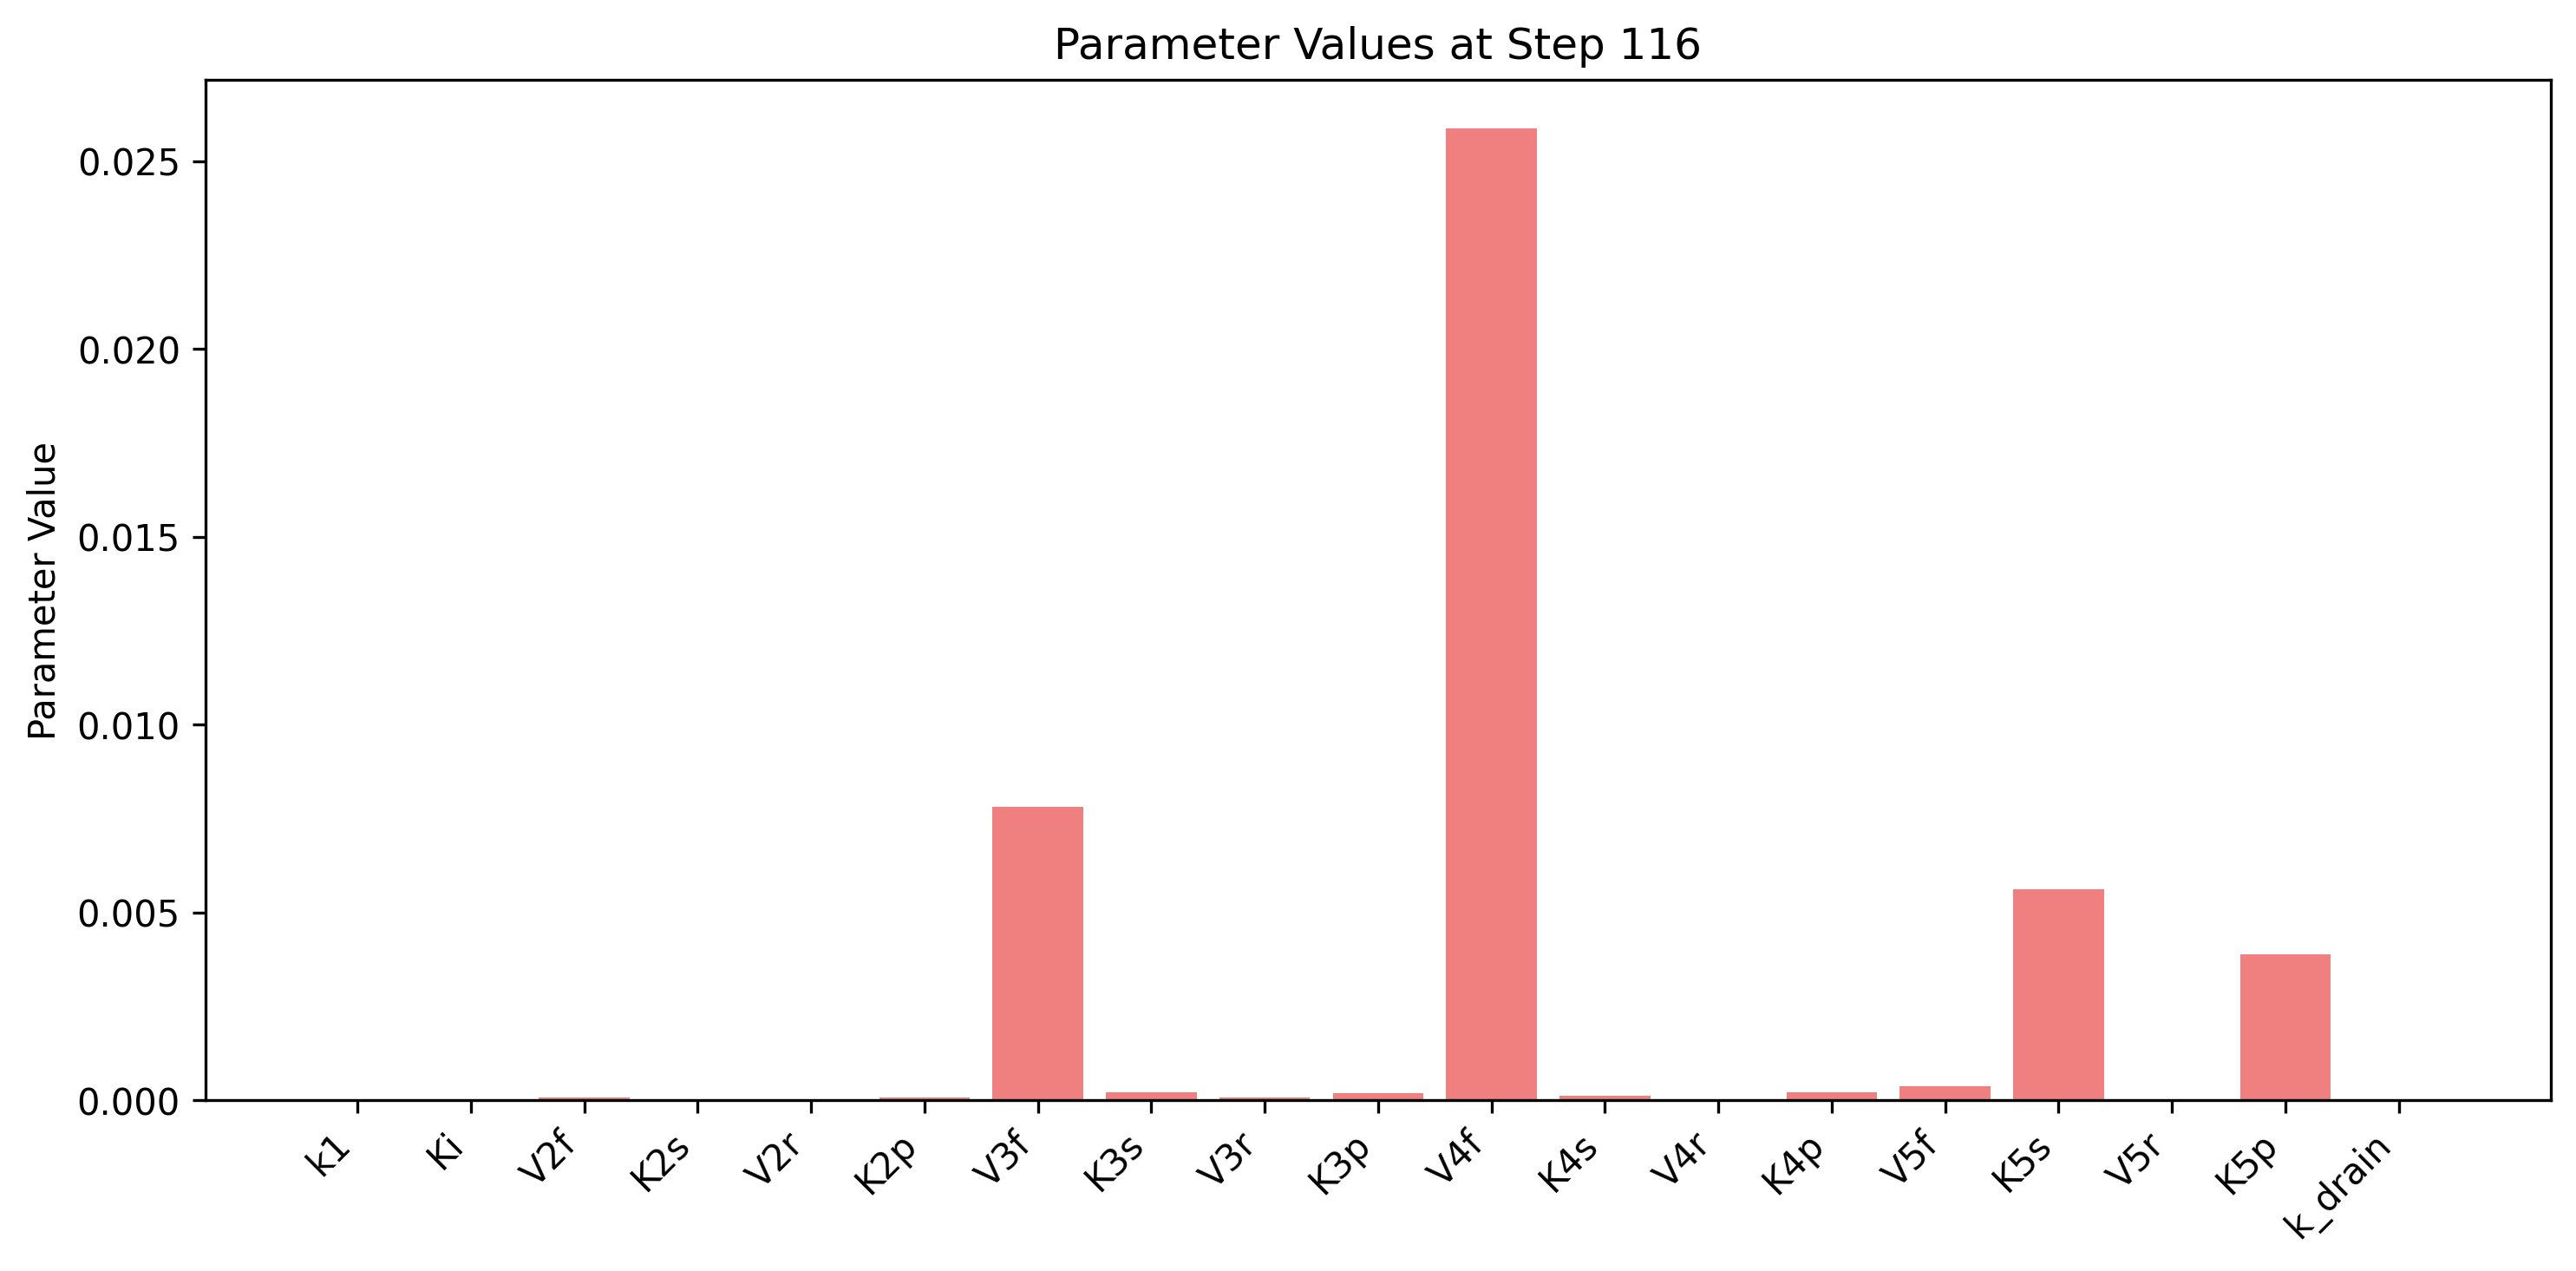 Parameter Values at Step 116
Parameter Value
0.025
0.020
0.015
0.010
0.005
0.000
k1
Ki
V2f
K2s
V2r
K2p
V3f
K3s
V3r
K3p
V4f
K4s
V4r
K4p
V5f
K5s
V5r
K5p
k_drain